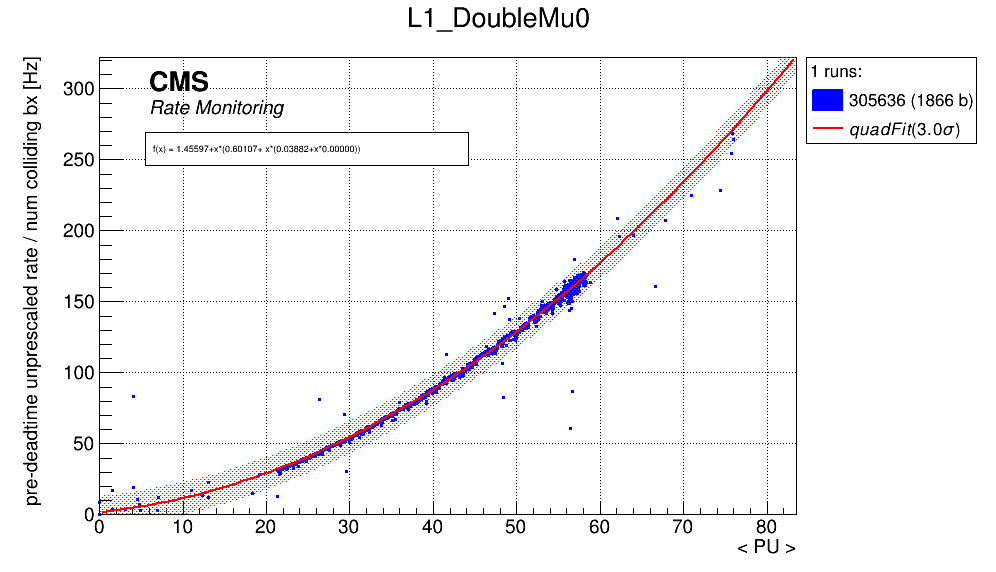 L1_DoubleMu0
pre-deadtime unprescaled rate / num colliding bx [Hz]
CMS
Rate Monitoring
f(x) = 1.45597+x*(0.60107+ x*(0.03882+x*0.00000))
300
250
200
150
100
50
0
0 10 20 30 40 50 60 70 80
< PU >
1 runs:
305636 (1866 b)
quadFit(3.0σ)